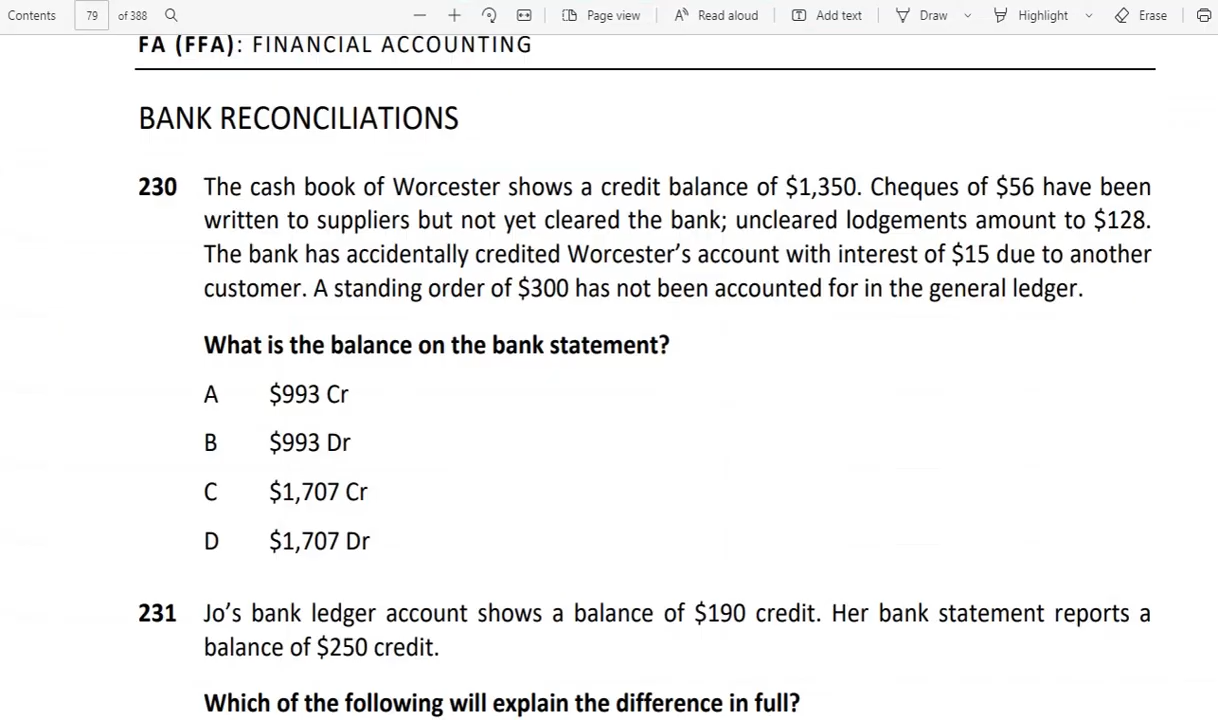 Contents 79 of 388 Page view Read aloud Add text Draw Highlight Erase
FA (FFA): FINANCIAL ACCOUNTING
BANK RECONCILIATIONS
230 The cash book of Worcester shows a credit balance of $1,350. Cheques of $56 have been
written to suppliers but not yet cleared the bank; uncleared lodgements amount to $128.
The bank has accidentally credited Worcester’s account with interest of $15 due to another
customer. A standing order of $300 has not been accounted for in the general ledger.
What is the balance on the bank statement?
A $993 Cr
B $993 Dr
C $1,707 Cr
D $1,707 Dr
231 Jo’s bank ledger account shows a balance of $190 credit. Her bank statement reports a
balance of $250 credit.
Which of the following will explain the difference in full?